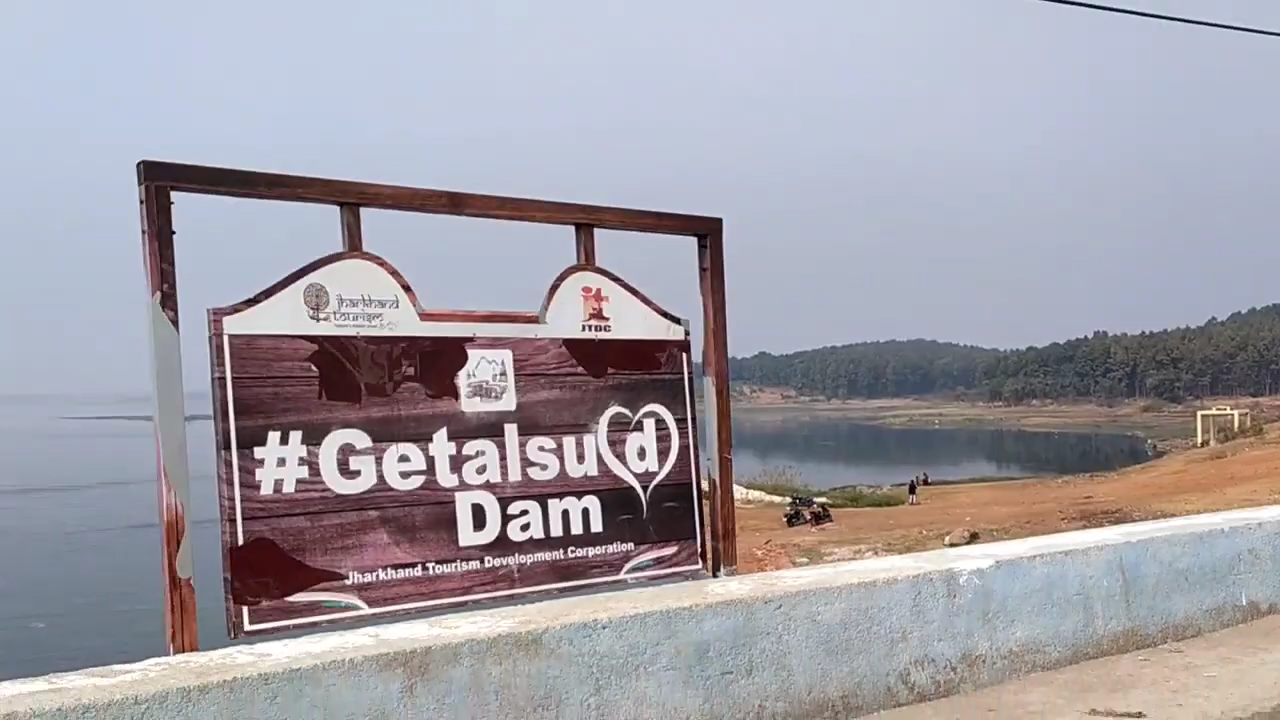 jharkhand
tourism
JTDC
#Getalsud
Dam
Jharkhand Tourism Development Corporation